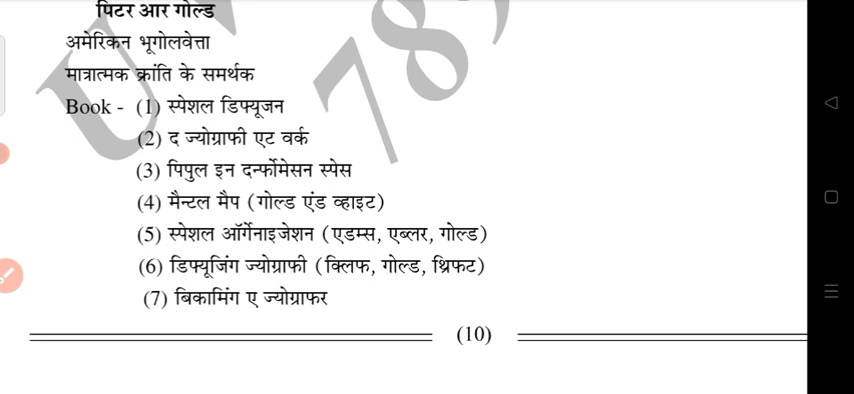 पिटर आर गोल्ड
अमेरिकन भूगोलवेत्ता
मात्रात्मक क्रांति के समर्थक
Book - (1) स्पेशल डिफ्यूजन
(2) द ज्योग्राफी एट वर्क
(3) पिपुल इन दर्न्फोमेसन स्पेस
(4) मैन्टल मैप (गोल्ड एंड व्हाइट)
(5) स्पेशल ऑर्गेनाइजेशन (एडम्स, एब्लर, गोल्ड)
(6) डिफ्यूजिंग ज्योग्राफी (क्लिफ, गोल्ड, थ्रिफट)
(7) बिकामिंग ए ज्योग्राफर
(10)